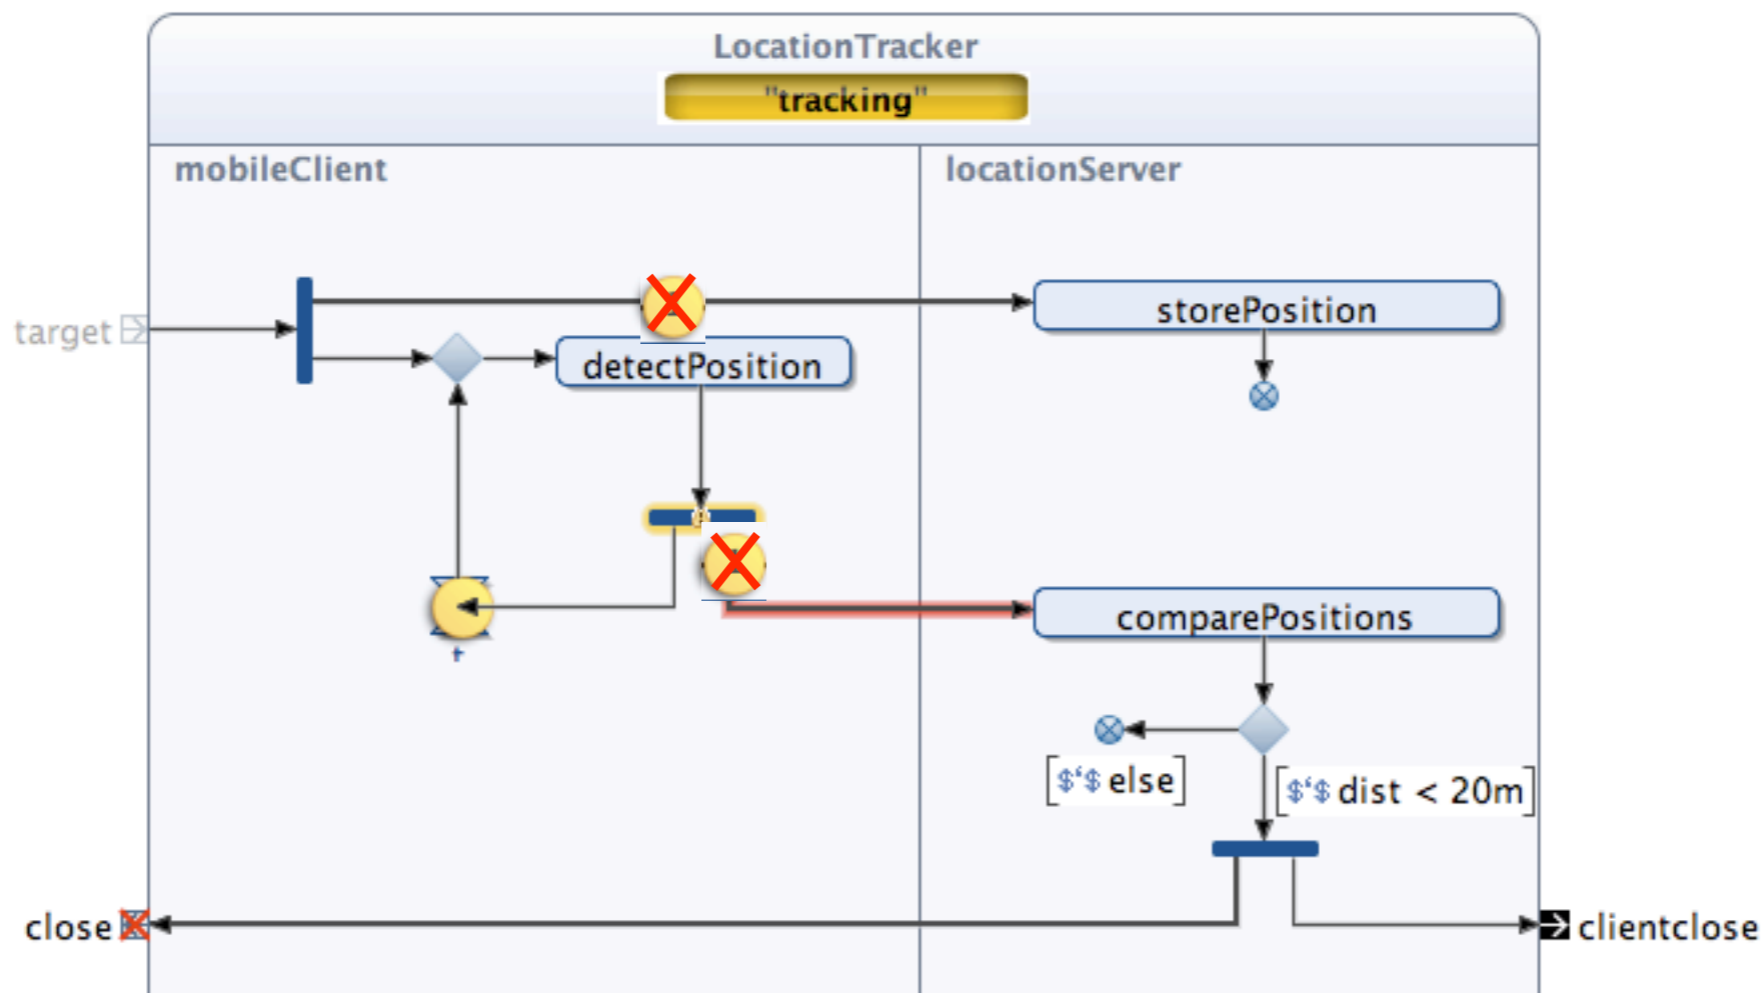 LocationTracker
"tracking"
mobileClient
locationServer
target
storePosition
detectPosition
comparePositions
[$‘$ else]
[$‘$ dist < 20m]
close
clientclose